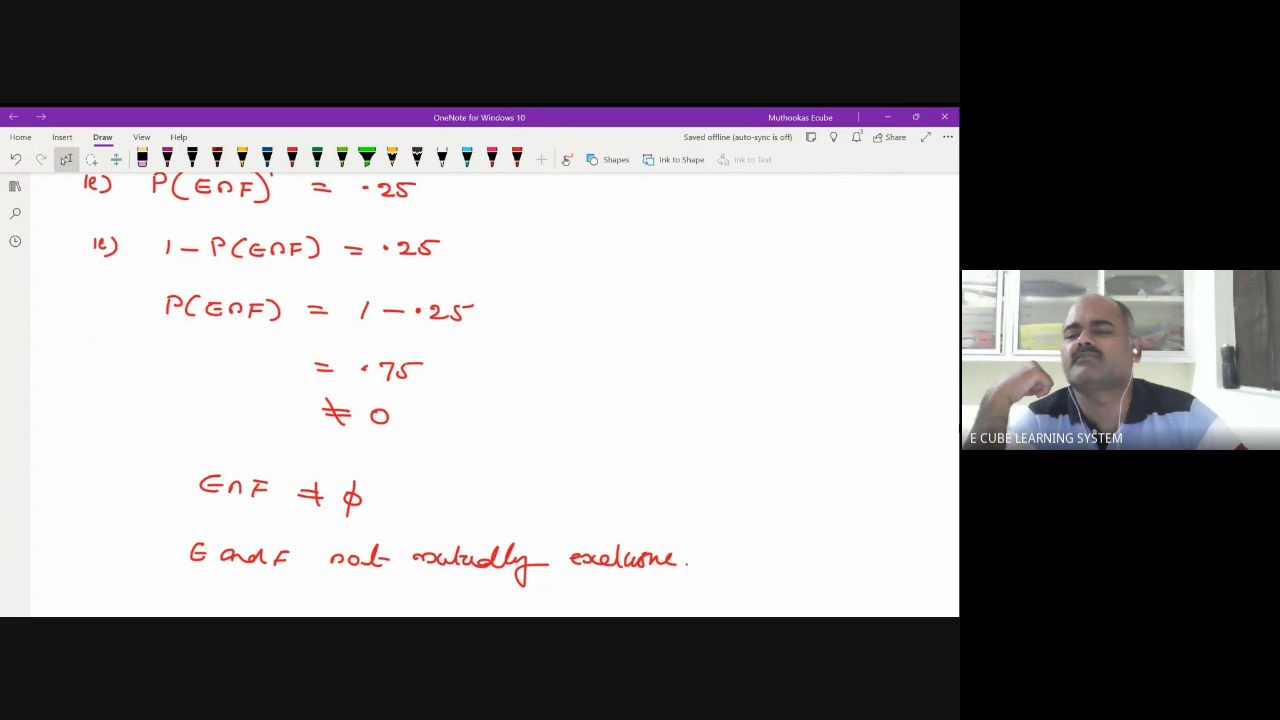 OneNote for Windows 10
Muthookas Ecube
Home Insert Draw View Help
Saved offline (auto-sync is off)
3
Share
Shapes
Ink to Shape
Ink to Text
ie) P(E∩F)' = .25
ie) 1 - P(E∩F) = .25
P(E∩F) = 1 - .25
= .75
≠ 0
E∩F ≠ ϕ
E and F not mutually exclusive.
E CUBE LEARNING SYSTEM